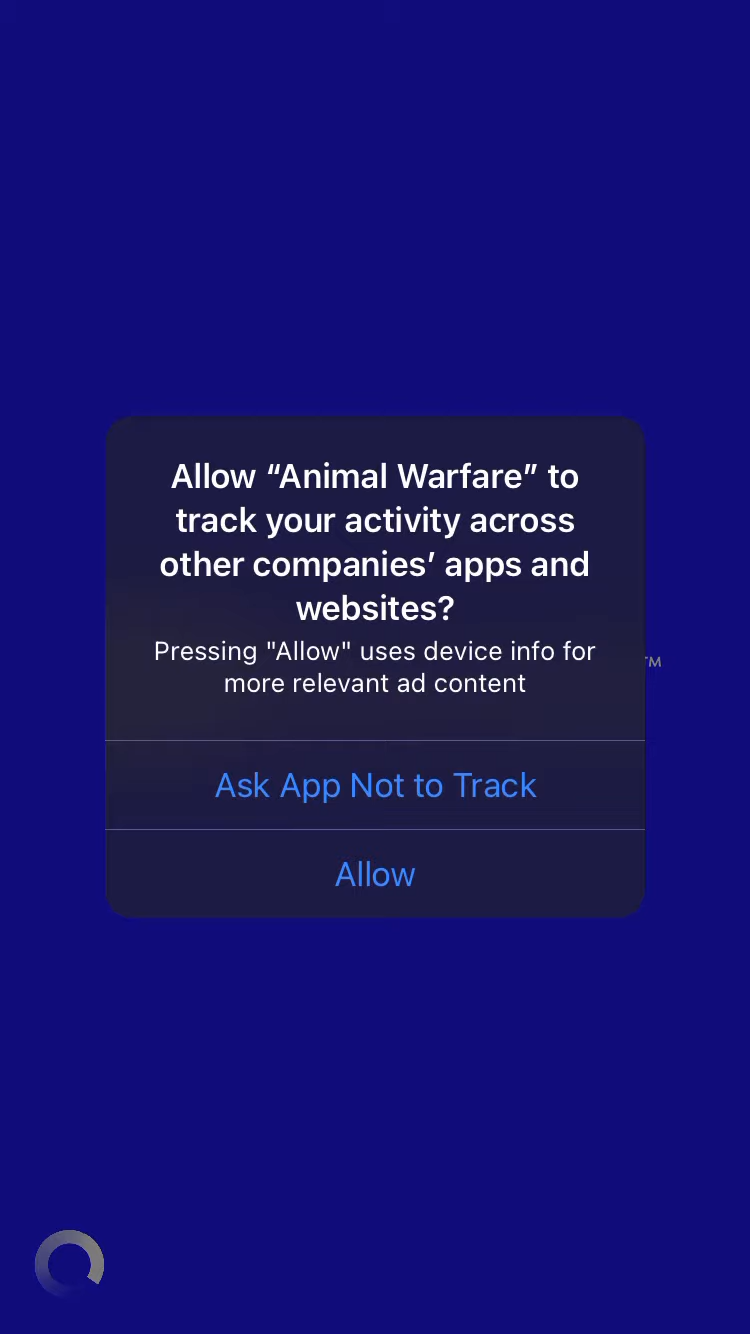 Allow “Animal Warfare” to
track your activity across
other companies’ apps and
websites?
Pressing "Allow" uses device info for
more relevant ad content
TM
Ask App Not to Track
Allow